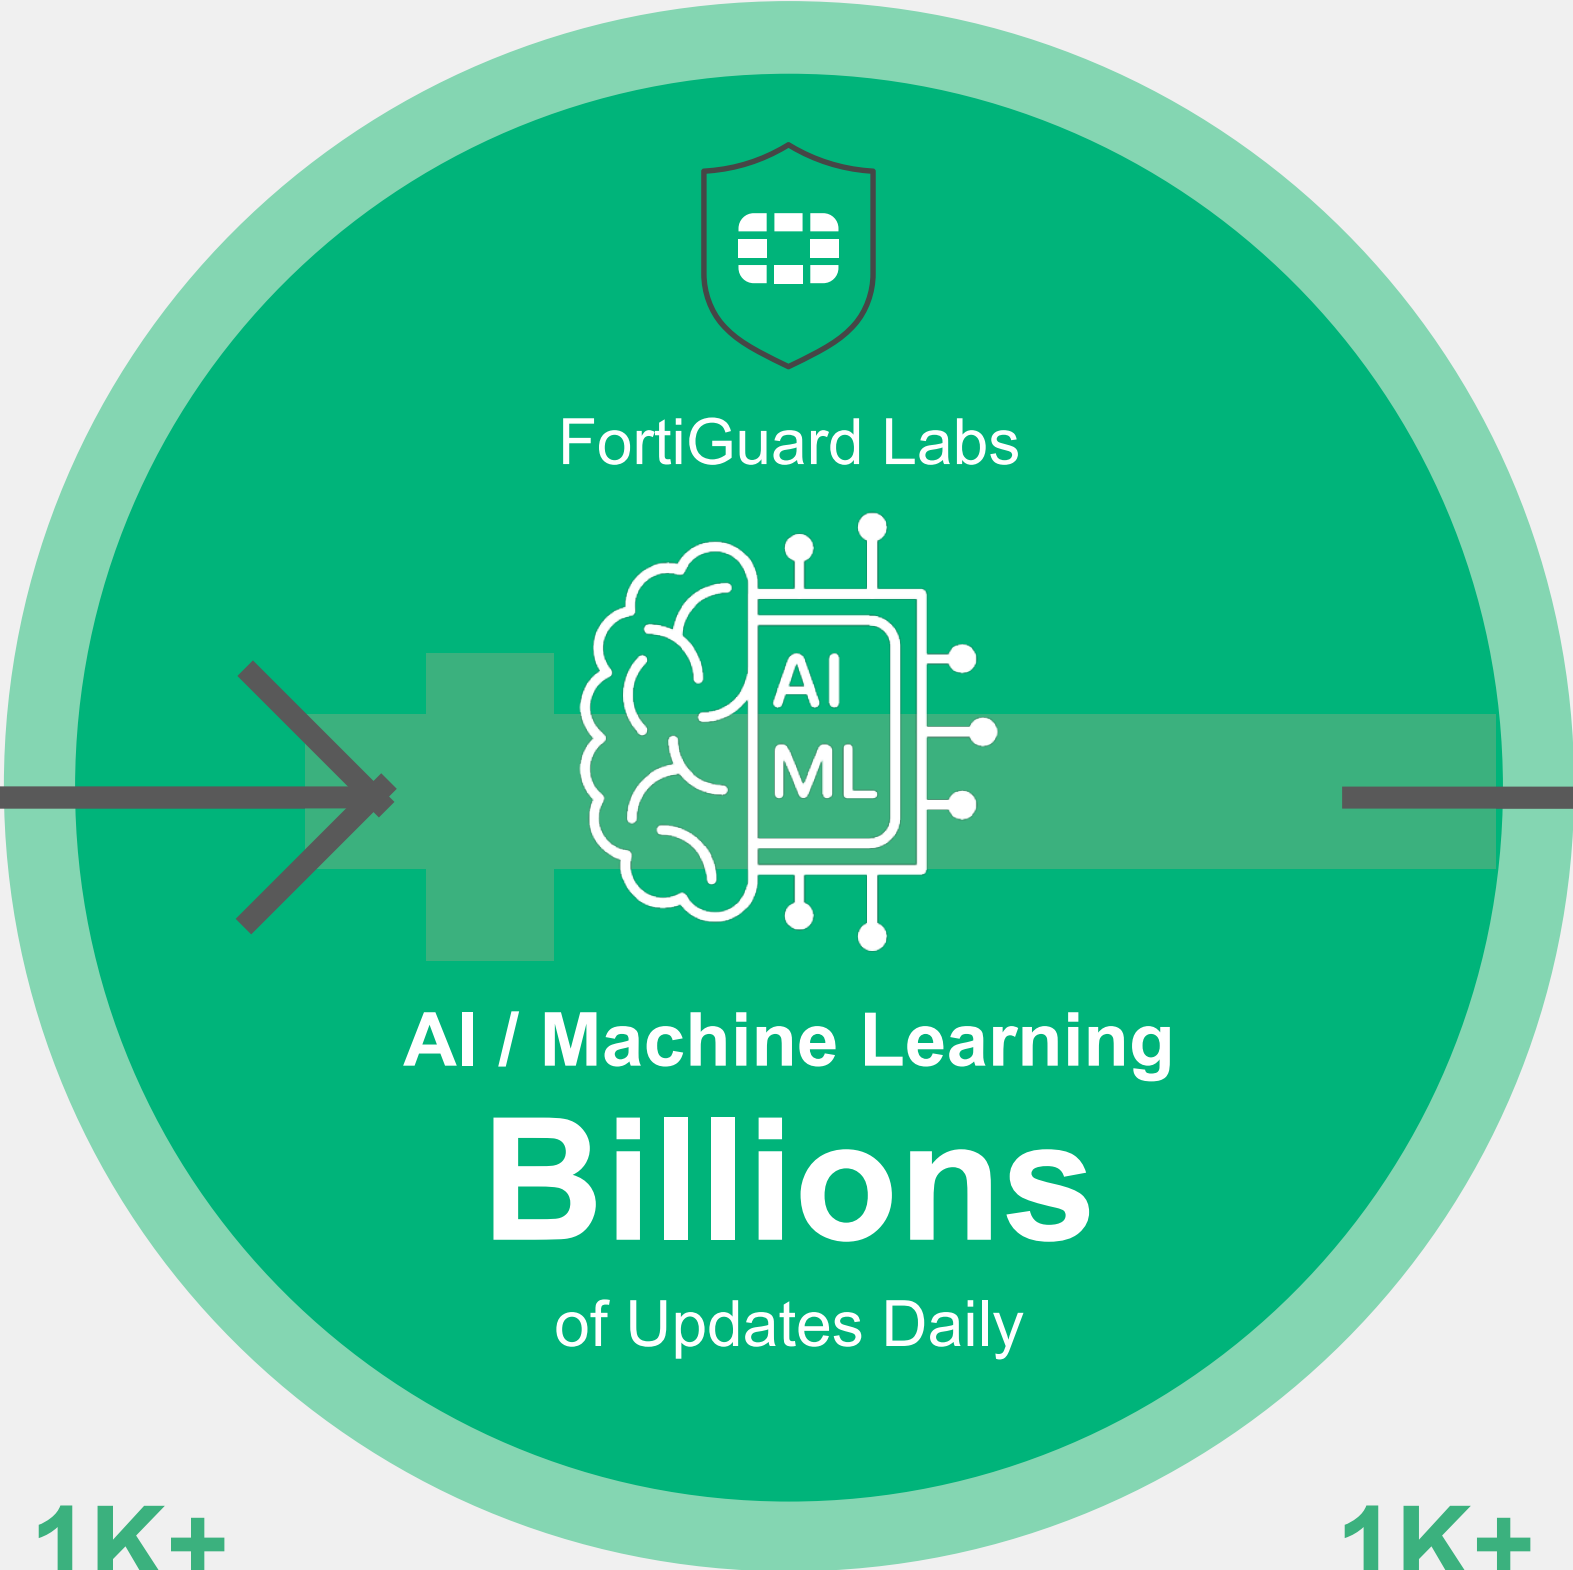 FortiGuard Labs
AI
ML
AI / Machine Learning
Billions
of Updates Daily
1K+
1K+